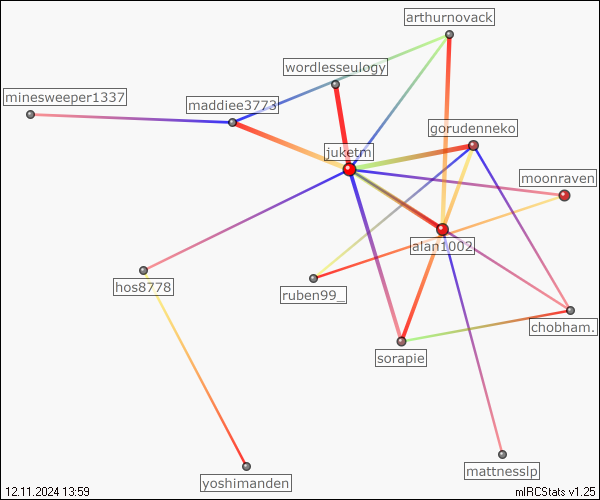 arthurnovack
wordlesseulogy
minesweeper1337
maddiee3773
gorudenneko
juketm
moonraven
alan1002
hos8778
ruben99_
chobham.
sorapie
yoshimanden
mattnesslp
12.11.2024 13:59
mIRCStats v1.25